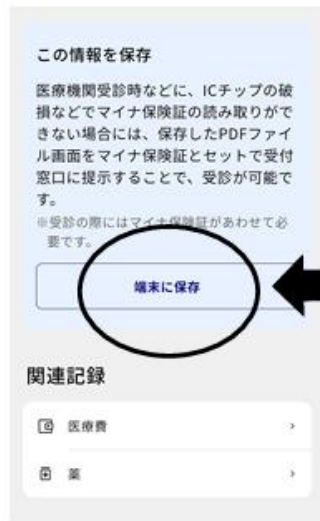 この情報を保存
医療機関受診時などに、ICチップの破
損などでマイナ保険証の読み取りがで
きない場合には、保存したPDFファイ
ル画面をマイナ保険証とセットで受付
窓口に提示することで、受診が可能で
す。
※受診の際にはマイナ保険証があわせて必
要です。
端末に保存
関連記録
医療費
薬